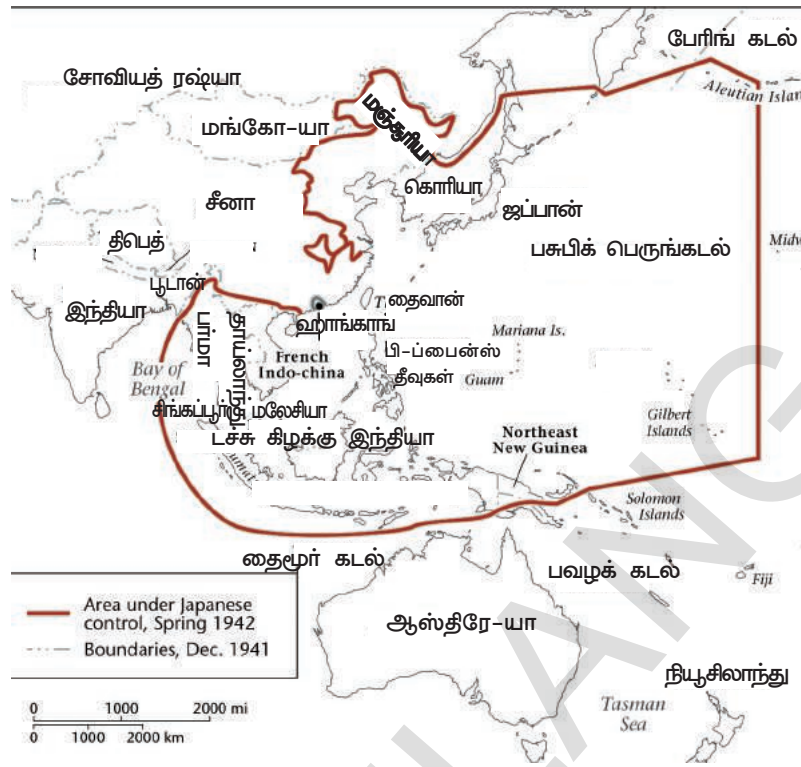 பேரிங் கடல்
சோவியத் ரஷ்யா
Aleutian Island
மஞ்சூரியா
மங்கோ-யா
கொரியா
சீனா
ஜப்பான்
திபெத்
பசுபிக் பெருங்கடல்
பூடான்
இந்தியா
தைவான்
ஹாங்காங்
பர்மா
தாய்லாந்து
Mariana Is.
French
Indo-china
பி-ப்பைன்ஸ்
தீவுகள்
Guam
Bay of
Bengal
சிங்கப்பூர் மலேசியா
டச்சு கிழக்கு இந்தியா
Gilbert
Islands
Northeast
New Guinea
Solomon
Islands
தைமூர் கடல்
பவழக் கடல்
Fiji
Area under Japanese
control, Spring 1942
Boundaries, Dec. 1941
ஆஸ்திரே-யா
நியூசிலாந்து
Tasman
Sea
0 1000 2000 mi
0 1000 2000 km